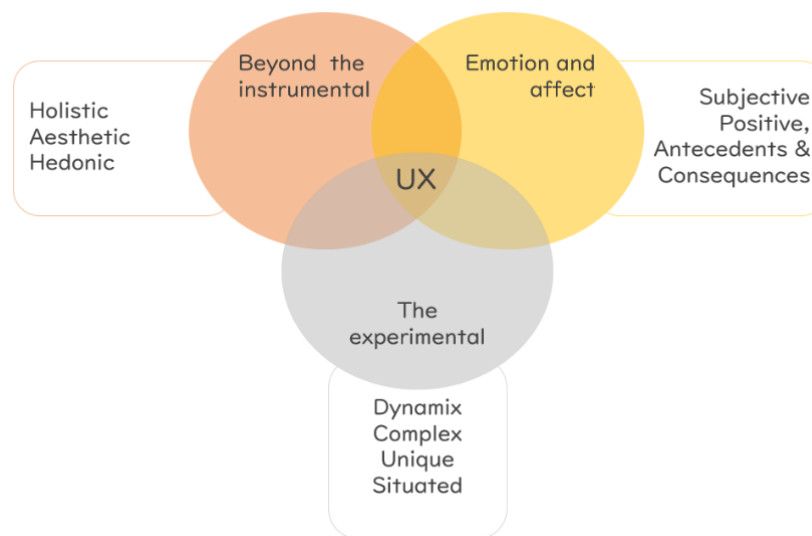 Beyond the
instrumental
Emotion and
affect
Holistic
Aesthetic
Hedonic
Subjective
Positive,
Antecedents &
Consequences
UX
The
experimental
Dynamix
Complex
Unique
Situated